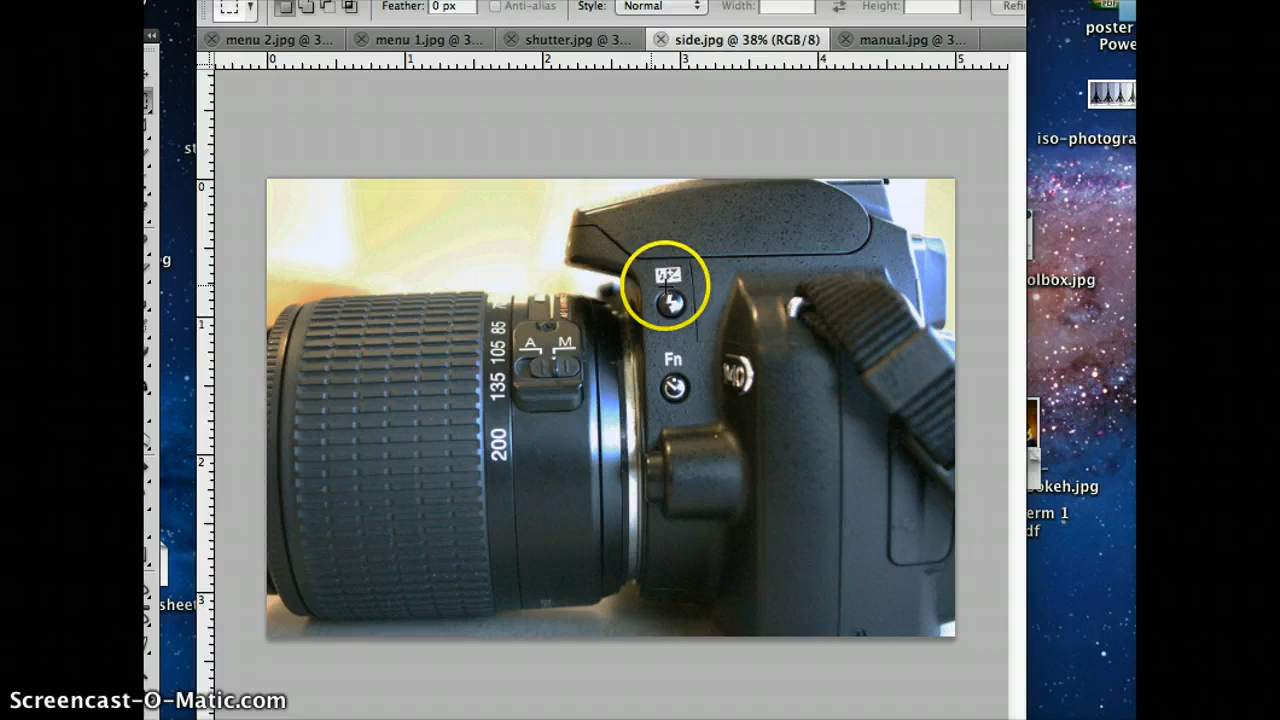 Feather: 0 px Anti-alias Style: Normal Width: Height: Refi
menu 2.jpg @ 3... menu 1.jpg @ 3... shutter.jpg @ 3... side.jpg @ 38% (RGB/8) manual.jpg @ 3...
0 1 2 3 4 5
0
1
2
3
A M
85
105
135
200
Fn
poster
Powe
iso-photogra
olbox.jpg
okeh.jpg
erm 1
df
st
g
sheet
Screencast-O-Matic.com